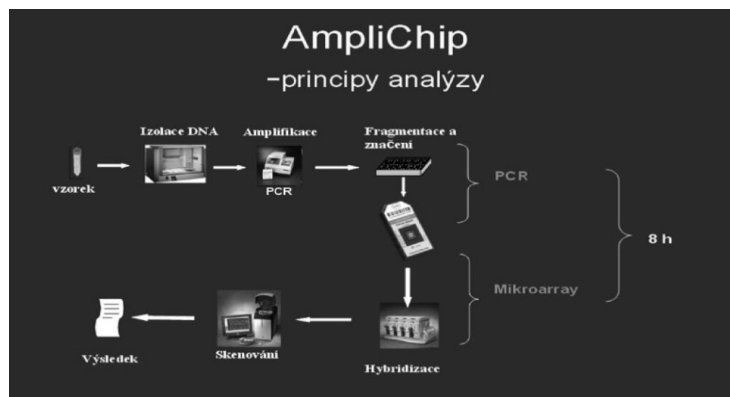 AmpliChip
–principy analýzy
Izolace DNA
Amplifikace
Fragmentace a
značení
vzorek
PCR
PCR
8 h
Mikroarray
Výsledek
Skenování
Hybridizace